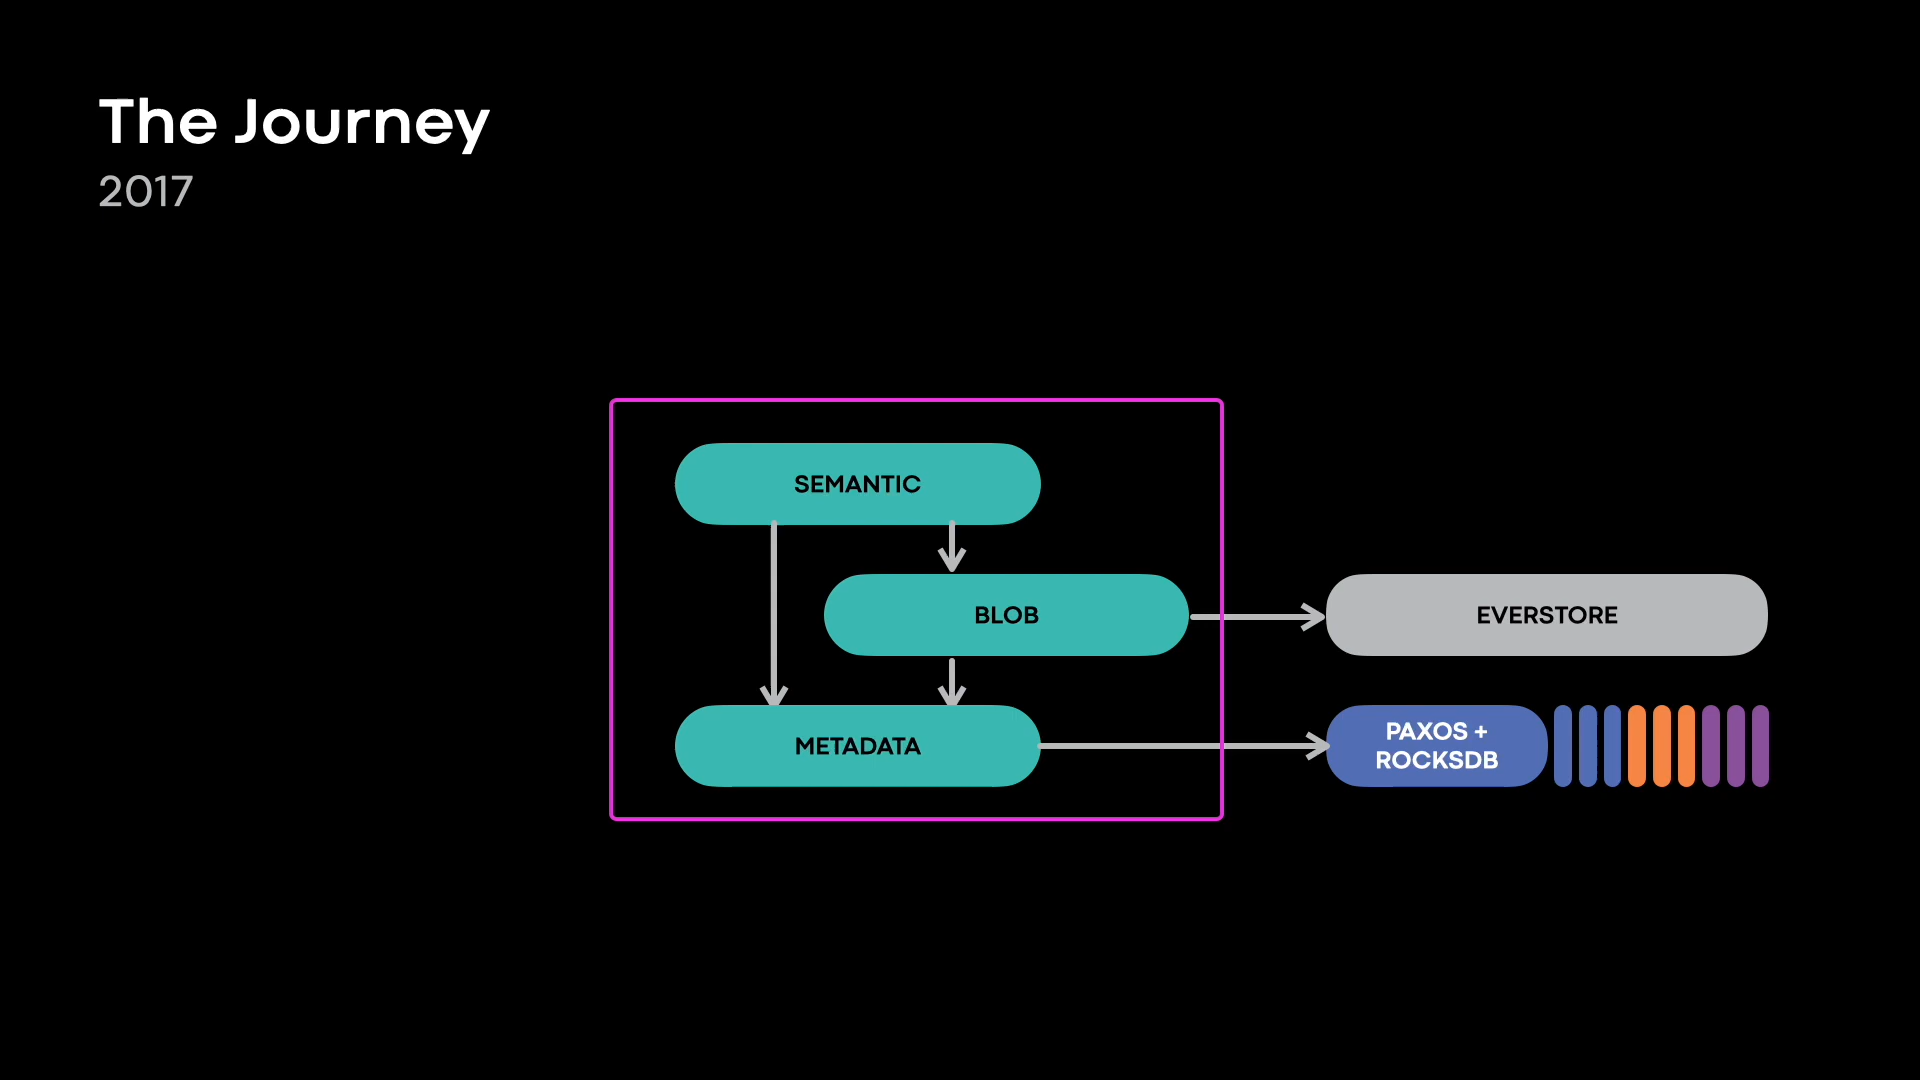 The Journey
2017
SEMANTIC
BLOB
EVERSTORE
METADATA
PAXOS +
ROCKSDB